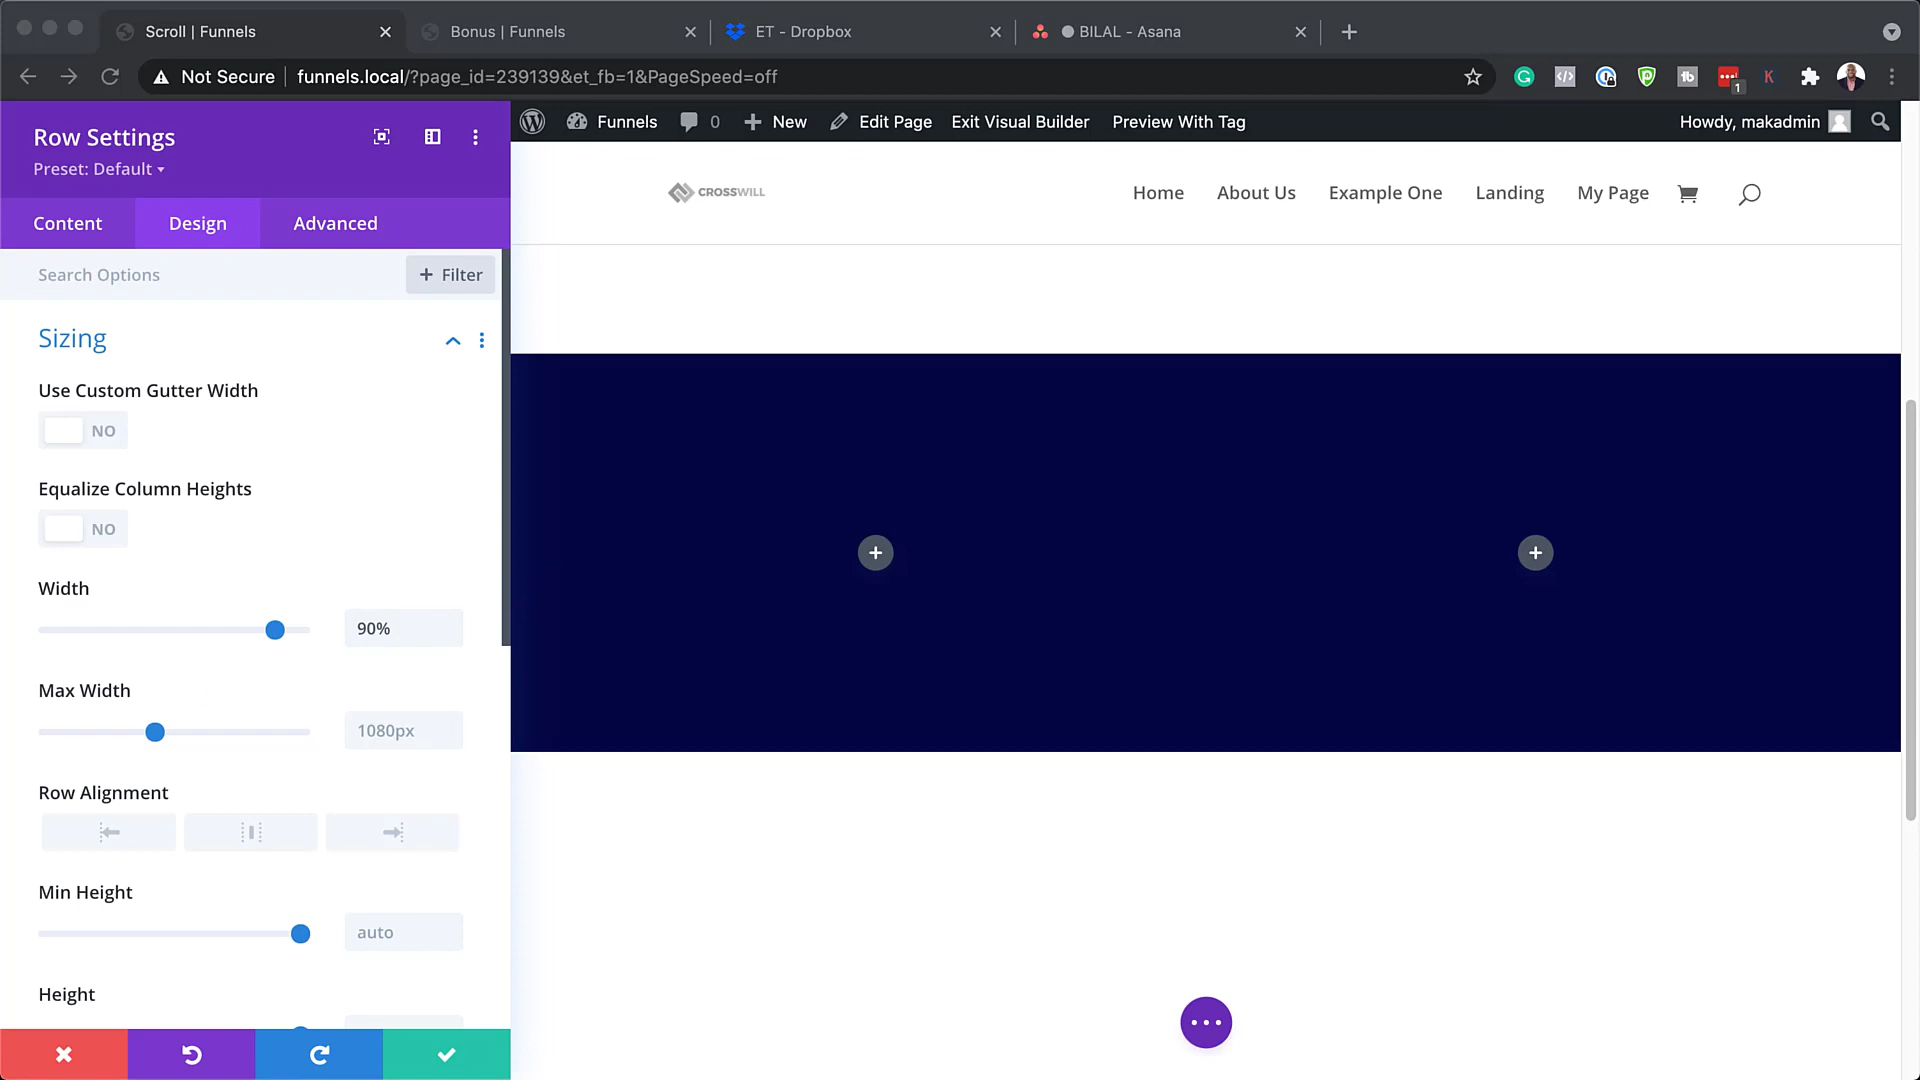 Scroll | Funnels
Bonus | Funnels
ET - Dropbox
BILAL - Asana
Not Secure
funnels.local/?page_id=239139&et_fb=1&PageSpeed=off
1
Row Settings
Preset: Default
Content
Design
Advanced
Search Options
+ Filter
Sizing
Use Custom Gutter Width
NO
Equalize Column Heights
NO
Width
90%
Max Width
1080px
Row Alignment
Min Height
auto
Height
Funnels
0
New
Edit Page
Exit Visual Builder
Preview With Tag
Howdy, makadmin
CROSSWILL
Home
About Us
Example One
Landing
My Page